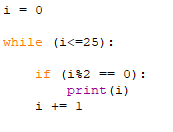 i = 0
while (i<=25):
    if (i%2 == 0):
        print(i)
    i += 1